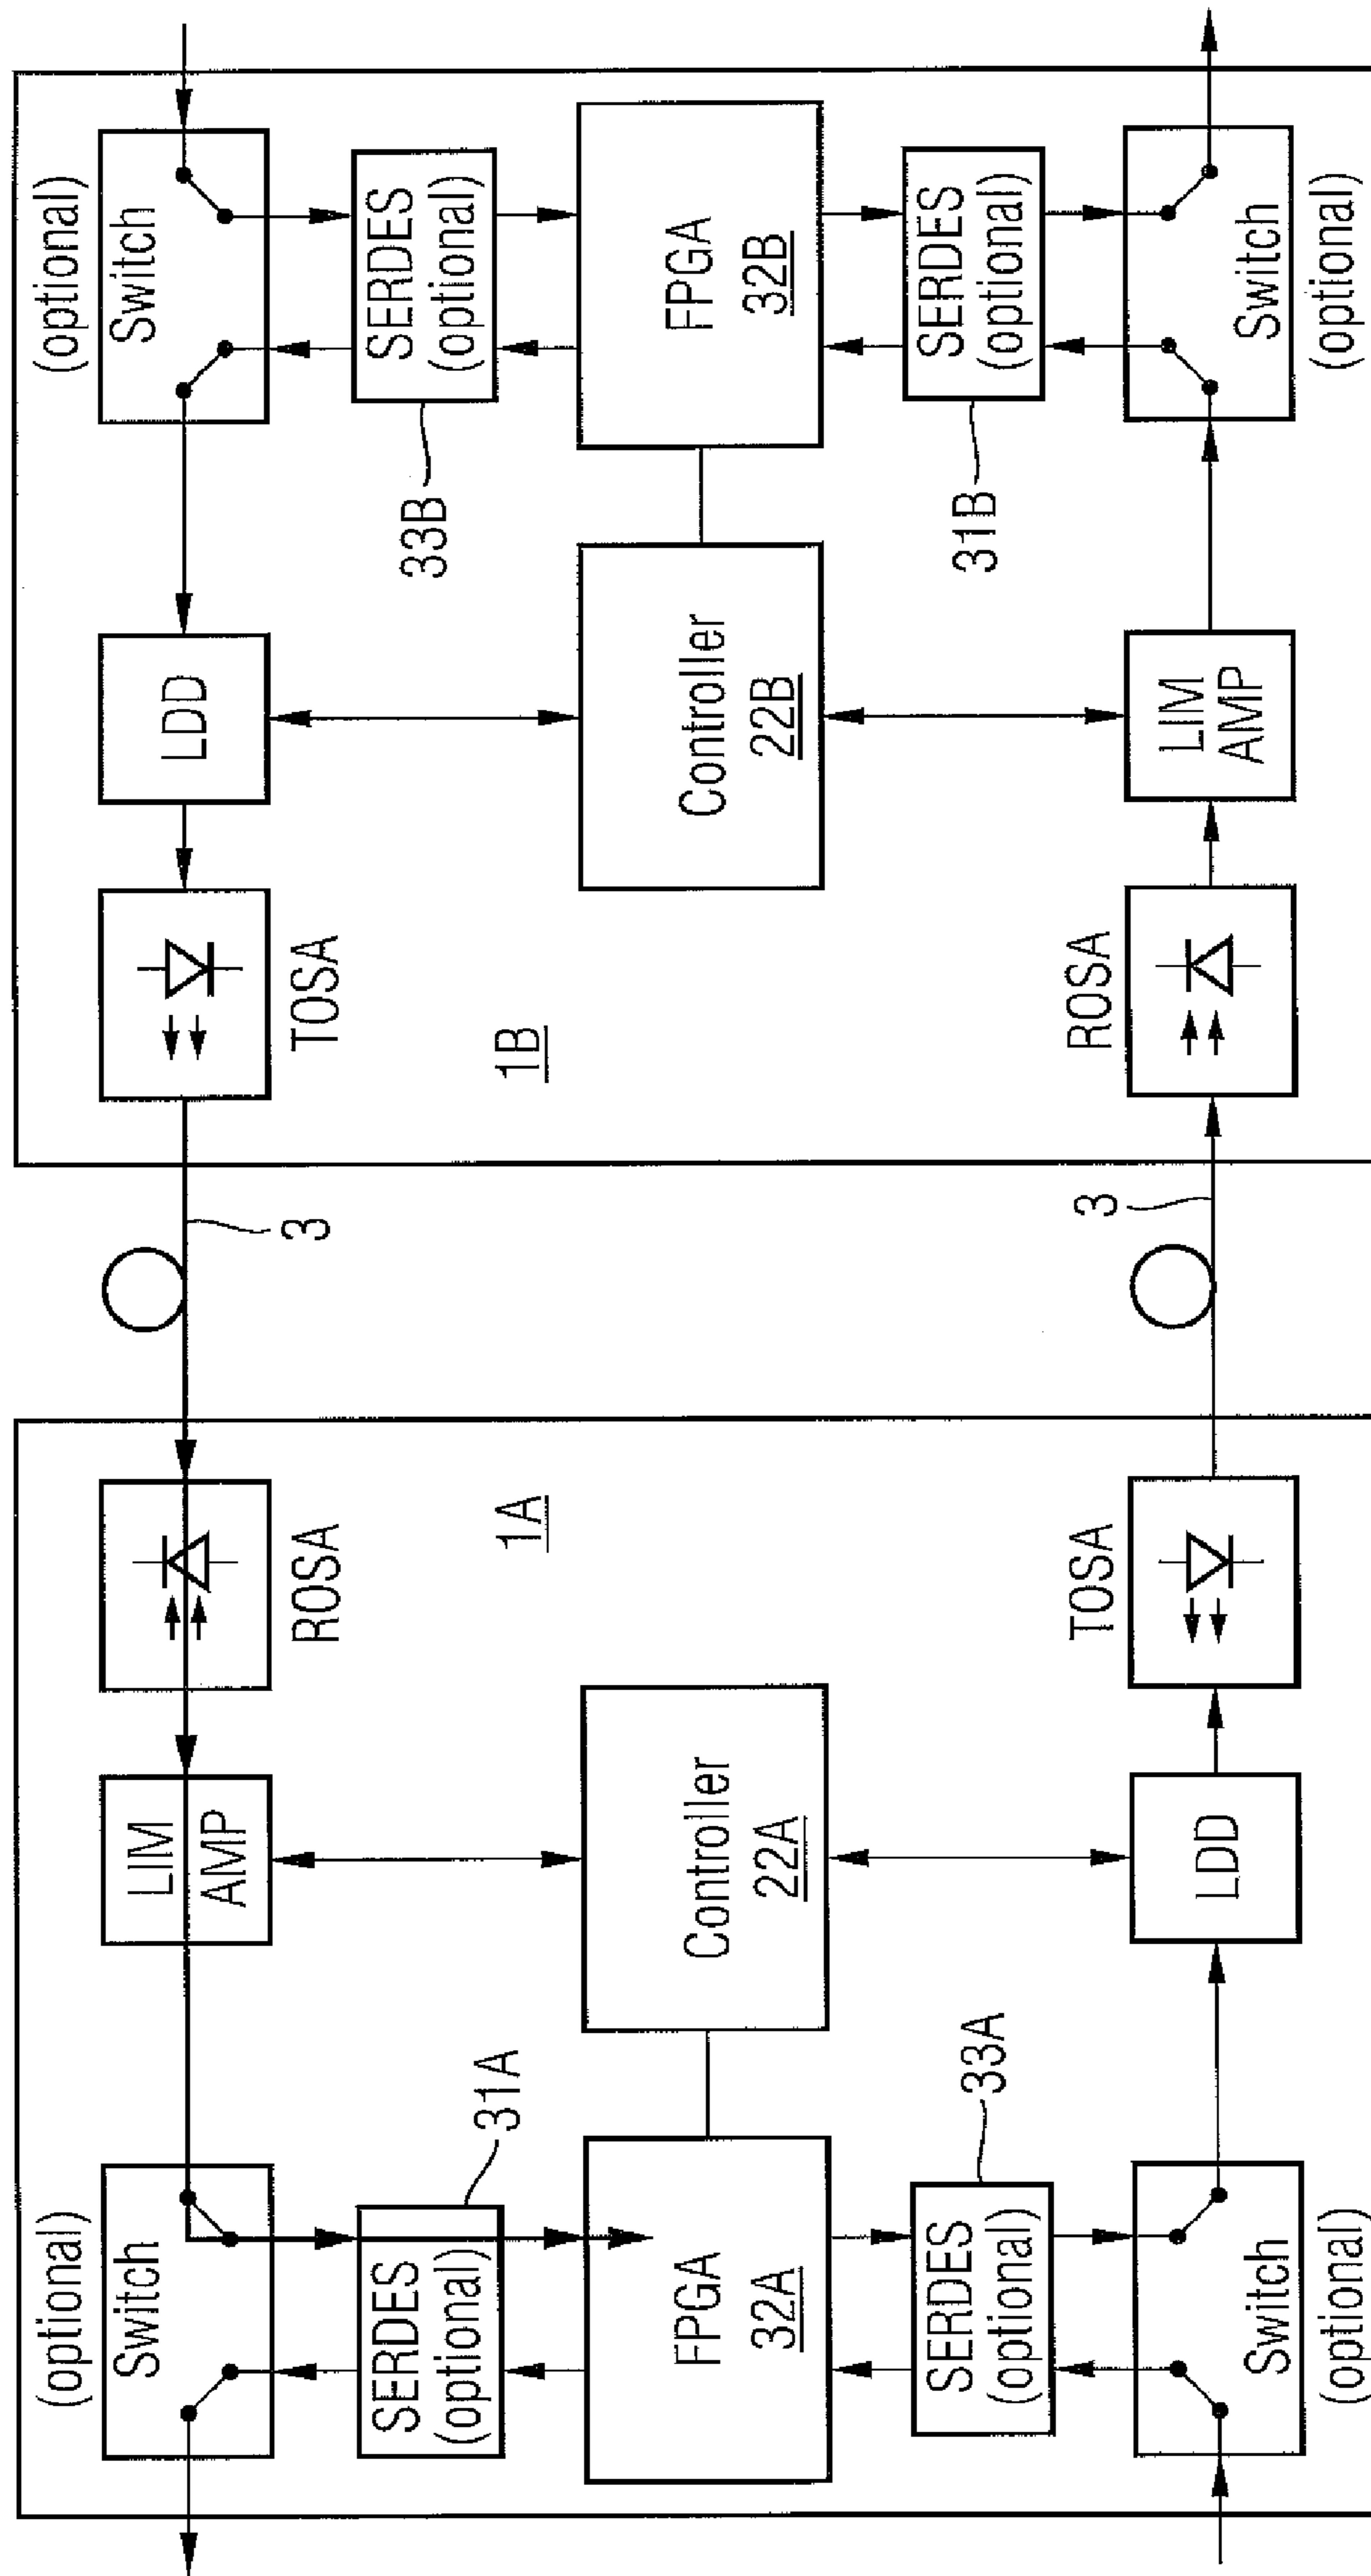 (optional)
Switch
LIM
AMP
ROSA
3
TOSA
LDD
Switch
(optional)
SERDES
(optional)
31A
1A
1B
33B
SERDES
(optional)
FPGA
32A
Controller
22A
Controller
22B
FPGA
32B
SERDES
(optional)
33A
31B
SERDES
(optional)
Switch
(optional)
LDD
TOSA
3
ROSA
LIM
AMP
Switch
(optional)